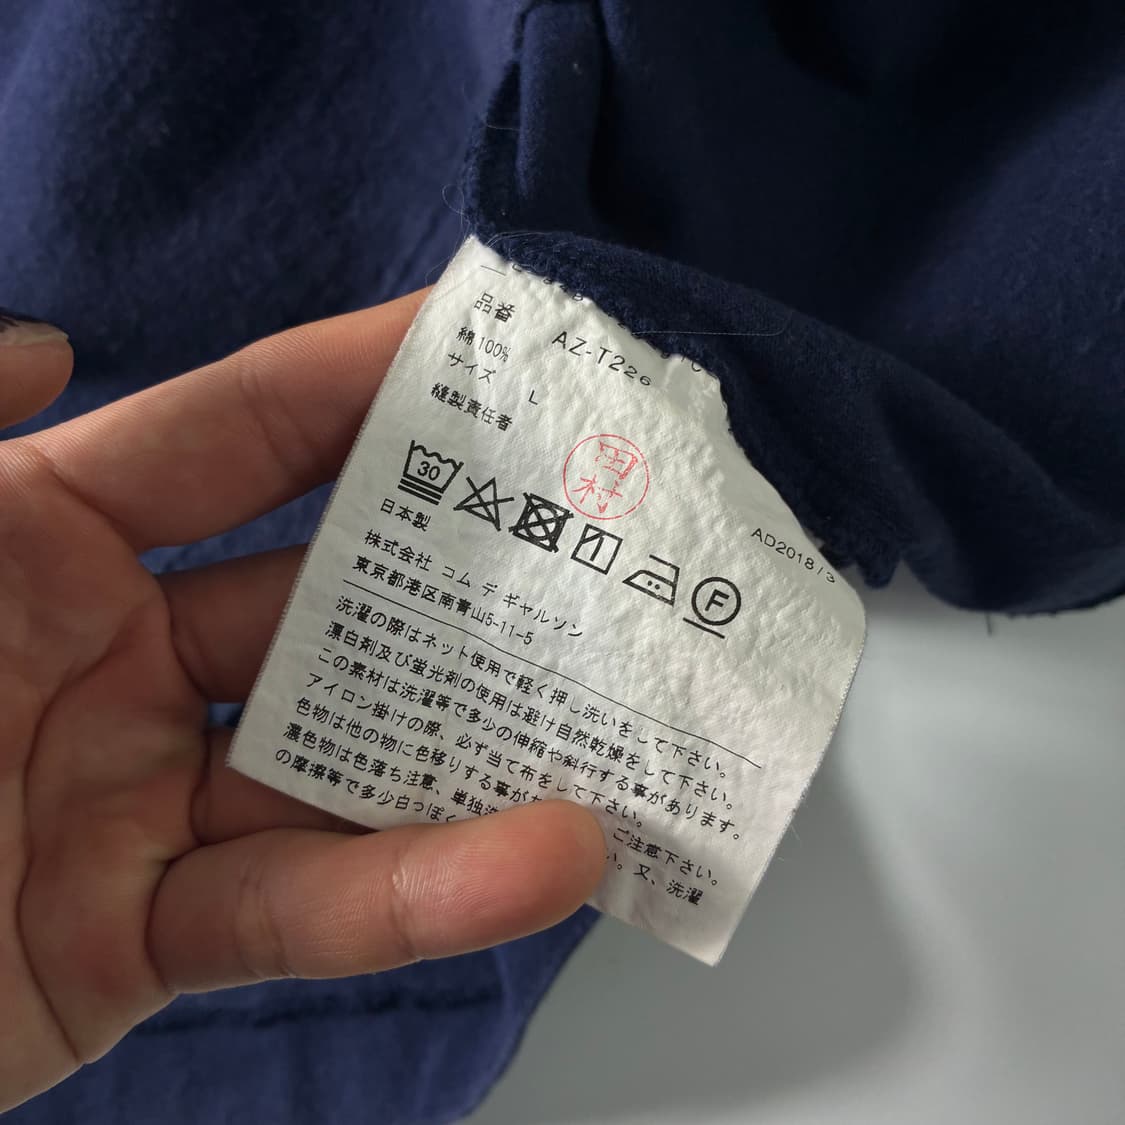 品番 AZ-T226
綿100%
サイズ L
縫製責任者
田村
30
F
日本製
AD2018/3
株式会社 コム デ ギャルソン
東京都港区南青山5-11-5
洗濯の際はネット使用で軽く押し洗いをして下さい。
漂白剤及び蛍光剤の使用は避け自然乾燥をして下さい。
この素材は洗濯等で多少の伸縮や斜行する事があります。
アイロン掛けの際、必ず当て布をして下さい。
色物は他の物に色移りする事が ご注意下さい。
濃色物は色落ち注意、単独 い。又、洗濯
の摩擦等で多少白っぽく